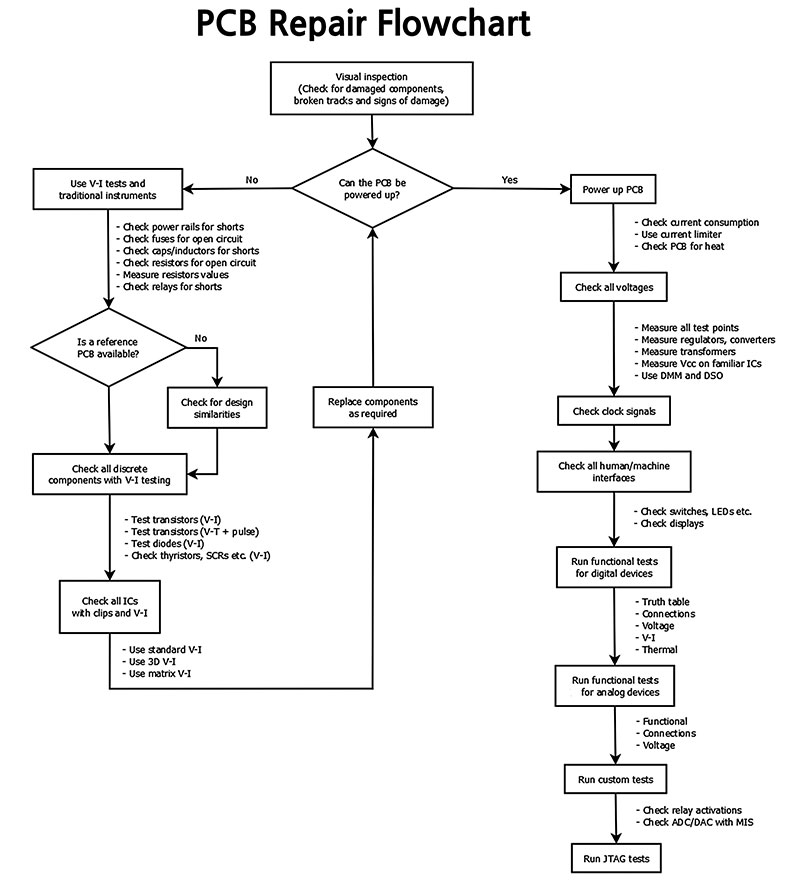 PCB Repair Flowchart
Visual inspection
(Check for damaged components,
broken tracks and signs of damage)
Can the PCB be
powered up?
No
Yes
Use V-I tests and
traditional instruments
- Check power rails for shorts
- Check fuses for open circuit
- Check caps/inductors for shorts
- Check resistors for open circuit
- Measure resistors values
- Check relays for shorts
Is a reference
PCB available?
No
Check for design
similarities
Check all discrete
components with V-I testing
- Test transistors (V-I)
- Test transistors (V-T + pulse)
- Test diodes (V-I)
- Check thyristors, SCRs etc. (V-I)
Check all ICs
with clips and V-I
- Use standard V-I
- Use 3D V-I
- Use matrix V-I
Replace components
as required
Power up PCB
- Check current consumption
- Use current limiter
- Check PCB for heat
Check all voltages
- Measure all test points
- Measure regulators, converters
- Measure transformers
- Measure Vcc on familiar ICs
- Use DMM and DSO
Check clock signals
Check all human/machine
interfaces
- Check switches, LEDs etc.
- Check displays
Run functional tests
for digital devices
- Truth table
- Connections
- Voltage
- V-I
- Thermal
Run functional tests
for analog devices
- Functional
- Connections
- Voltage
Run custom tests
- Check relay activations
- Check ADC/DAC with MIS
Run JTAG tests